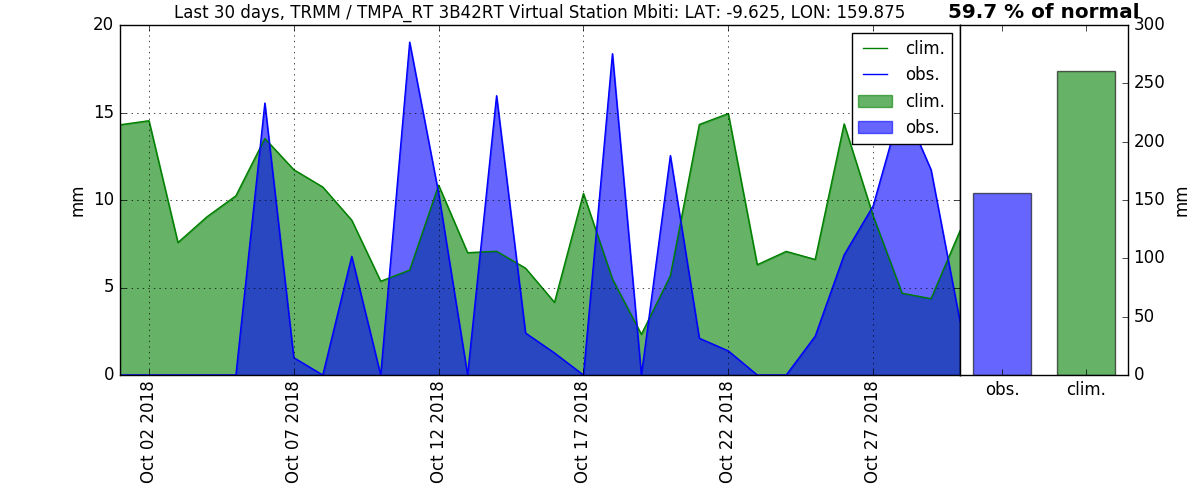 Last 30 days, TRMM / TMPA_RT 3B42RT Virtual Station Mbiti: LAT: -9.625, LON: 159.875
59.7 % of normal
20
15
10
5
0
mm
clim.
obs.
clim.
obs.
300
250
200
150
100
50
0
mm
Oct 02 2018
Oct 07 2018
Oct 12 2018
Oct 17 2018
Oct 22 2018
Oct 27 2018
obs.
clim.